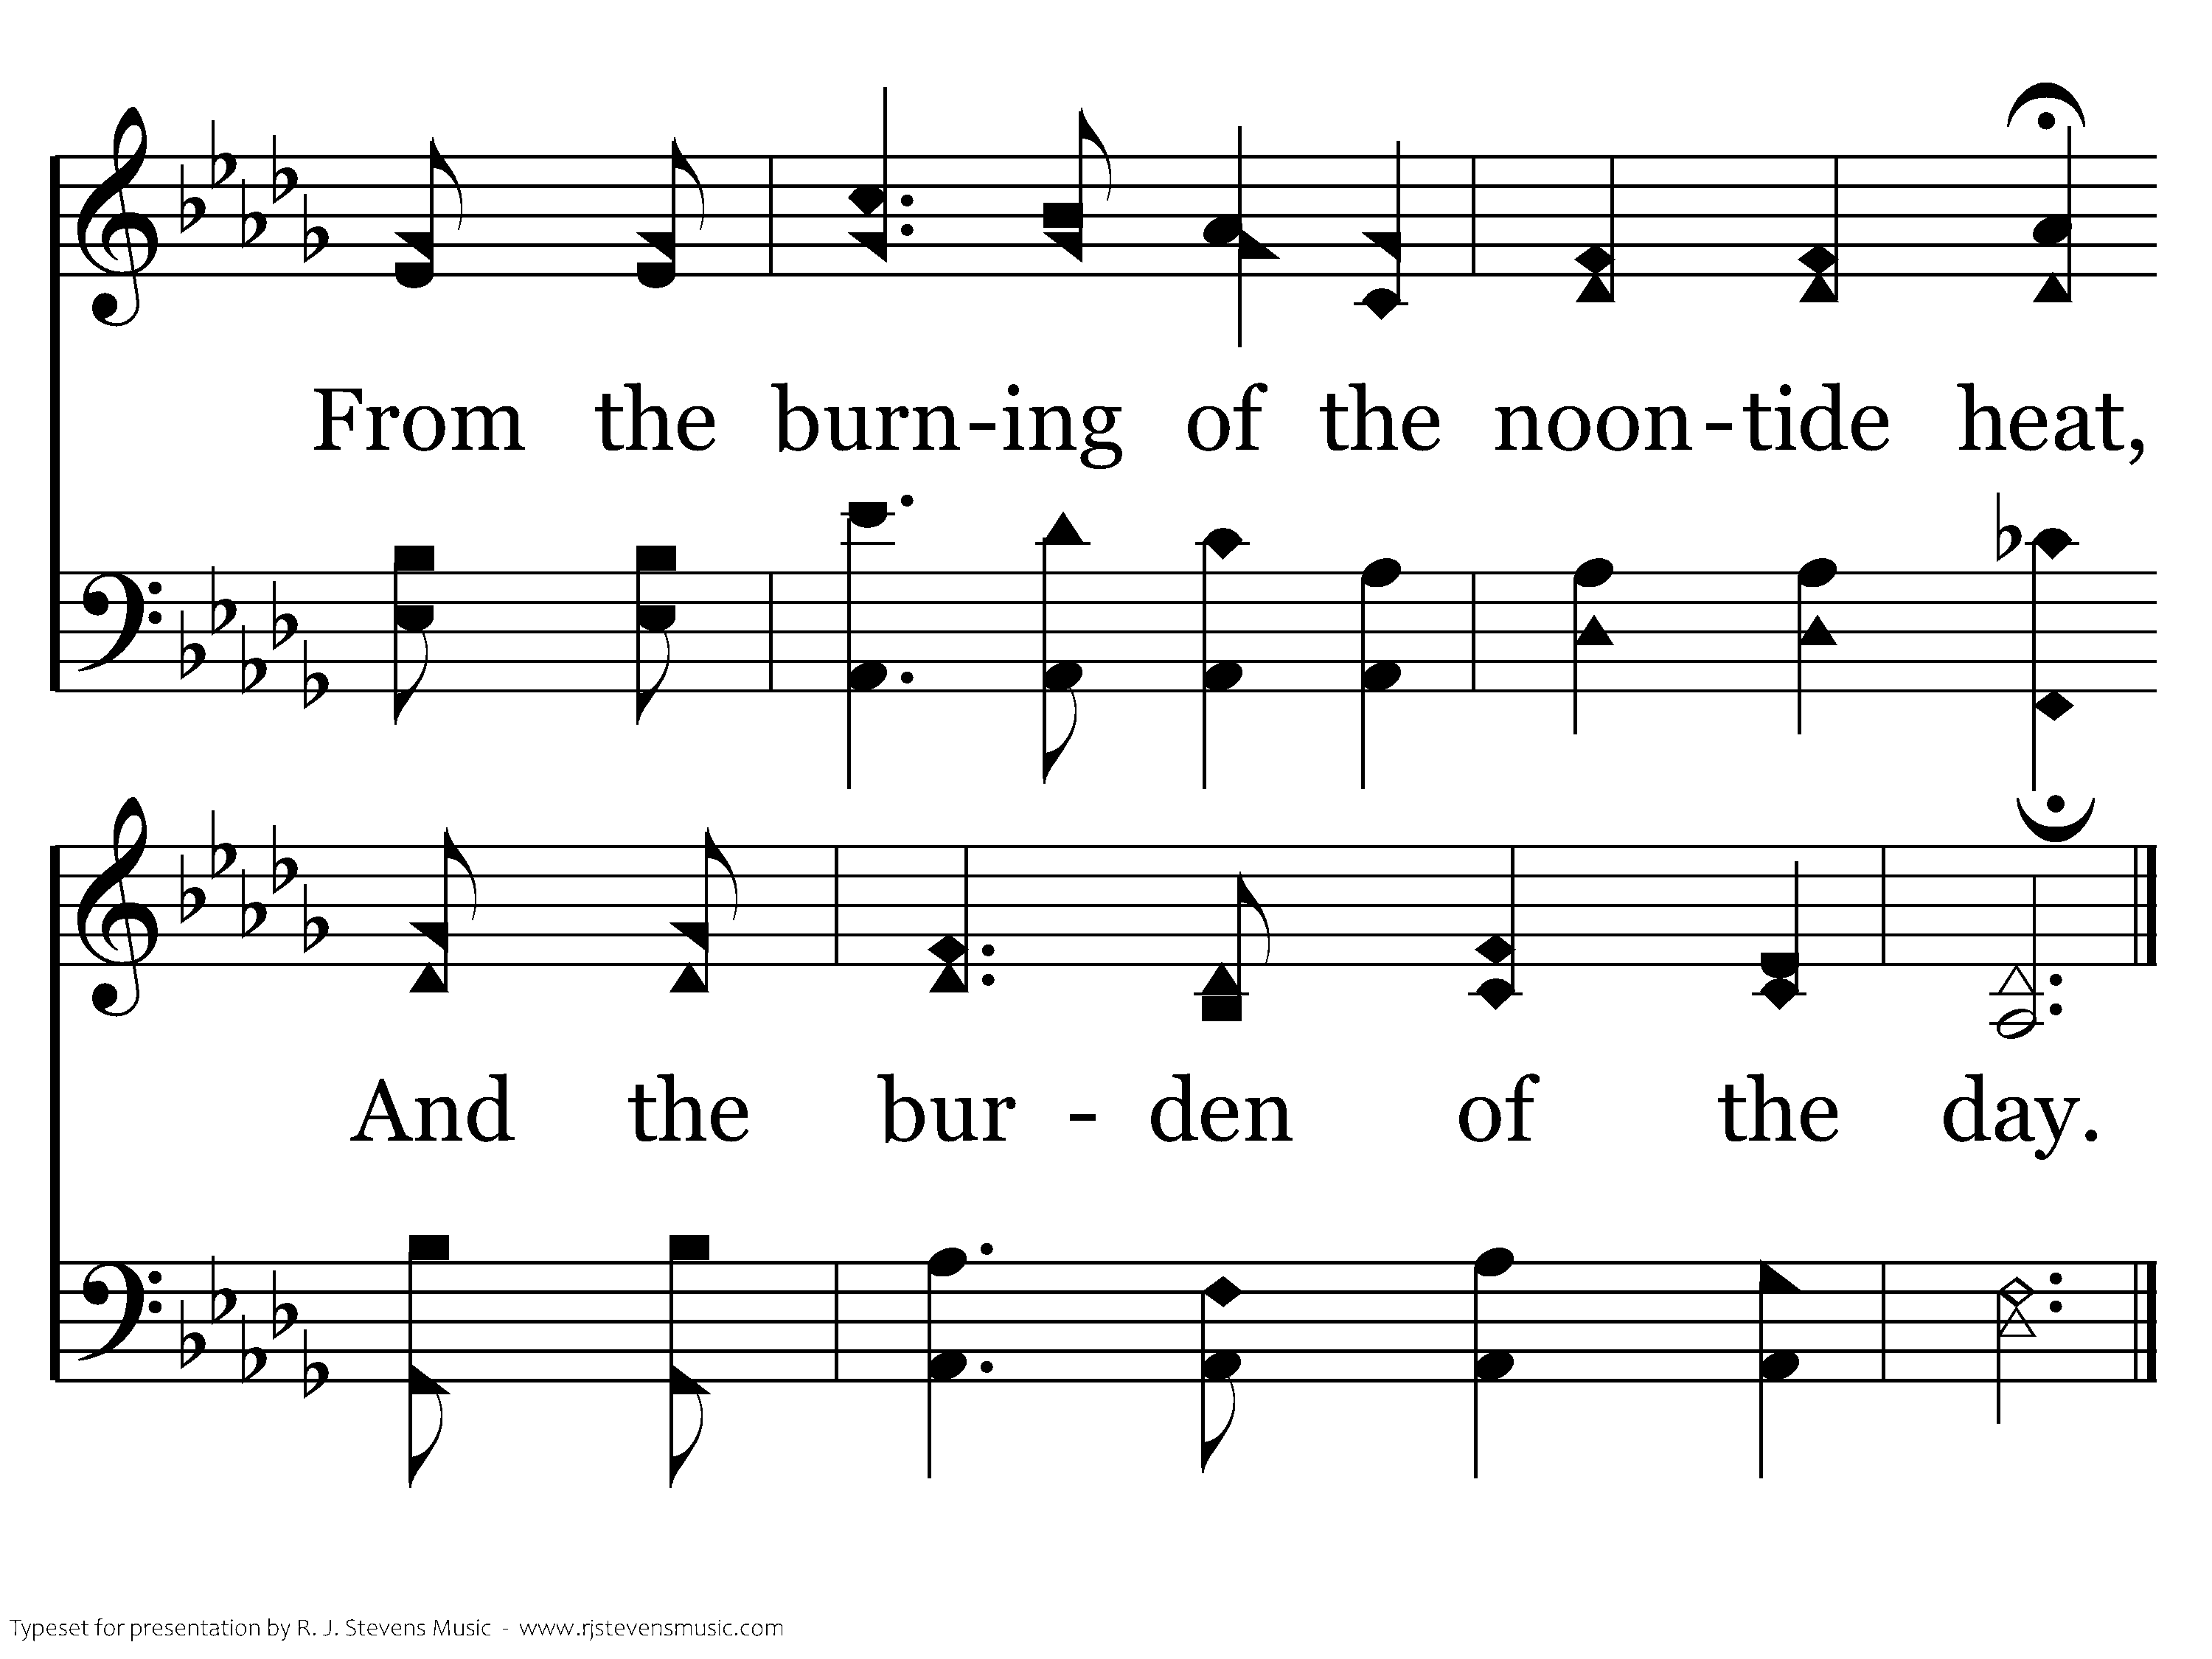 From the burn-ing of the noon-tide heat,
And the bur - den of the day.
Typeset for presentation by R. J. Stevens Music - www.rjstevensmusic.com